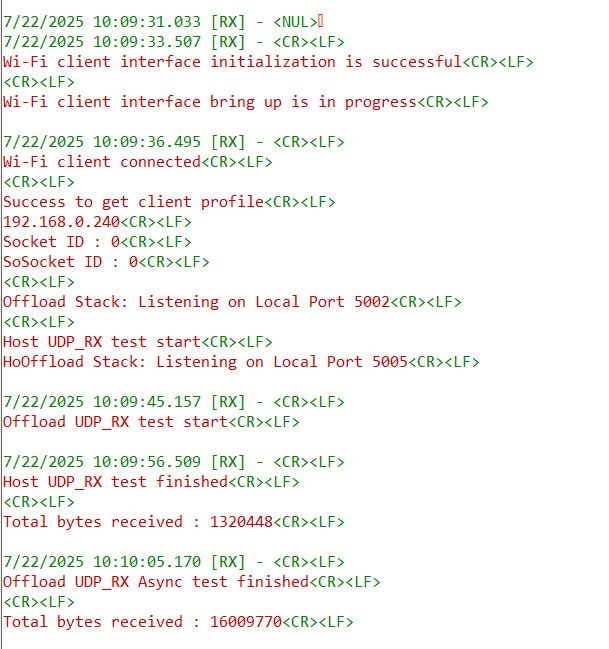 7/22/2025 10:09:31.033 [RX] - <NUL>
7/22/2025 10:09:33.507 [RX] - <CR><LF>
Wi-Fi client interface initialization is successful<CR><LF>
<CR><LF>
Wi-Fi client interface bring up is in progress<CR><LF>
7/22/2025 10:09:36.495 [RX] - <CR><LF>
Wi-Fi client connected<CR><LF>
<CR><LF>
Success to get client profile<CR><LF>
192.168.0.240<CR><LF>
Socket ID : 0<CR><LF>
SoSocket ID : 0<CR><LF>
<CR><LF>
Offload Stack: Listening on Local Port 5002<CR><LF>
<CR><LF>
Host UDP_RX test start<CR><LF>
HoOffload Stack: Listening on Local Port 5005<CR><LF>
7/22/2025 10:09:45.157 [RX] - <CR><LF>
Offload UDP_RX test start<CR><LF>
7/22/2025 10:09:56.509 [RX] - <CR><LF>
Host UDP_RX test finished<CR><LF>
<CR><LF>
Total bytes received : 1320448<CR><LF>
7/22/2025 10:10:05.170 [RX] - <CR><LF>
Offload UDP_RX Async test finished<CR><LF>
<CR><LF>
Total bytes received : 16009770<CR><LF>